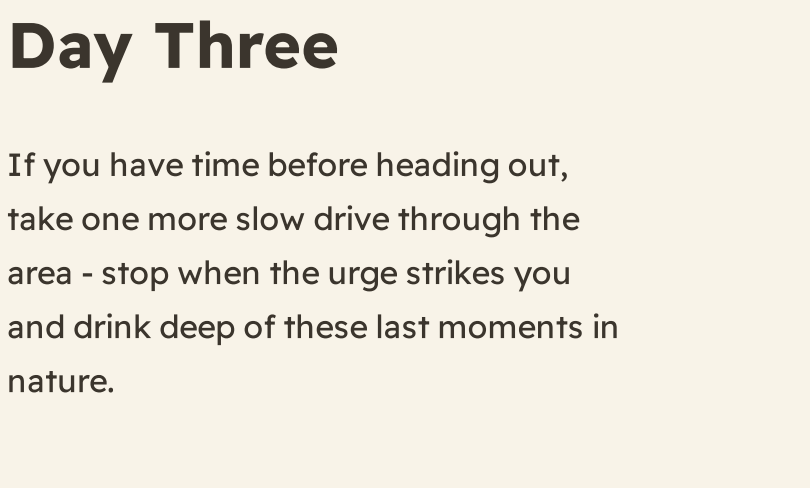 Day Three
If you have time before heading out,
take one more slow drive through the
area - stop when the urge strikes you
and drink deep of these last moments in
nature.